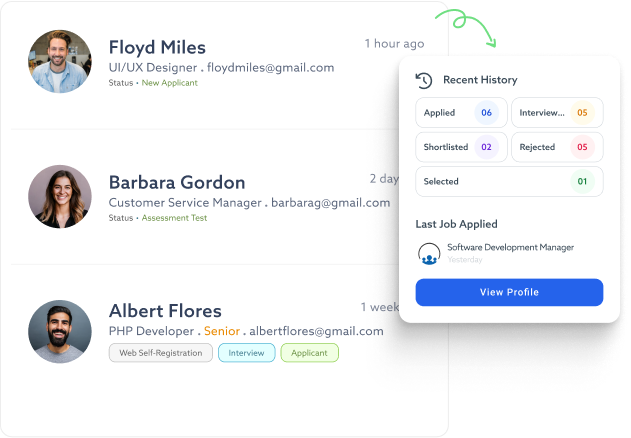 Floyd Miles
1 hour ago
UI/UX Designer . floydmiles@gmail.com
Status • New Applicant
Barbara Gordon
2 day
Customer Service Manager . barbarag@gmail.com
Status • Assessment Test
Albert Flores
1 week
PHP Developer . Senior . albertflores@gmail.com
Web Self-Registration Interview Applicant
Recent History
Applied 06 Interview... 05
Shortlisted 02 Rejected 05
Selected 01
Last Job Applied
Software Development Manager
Yesterday
View Profile